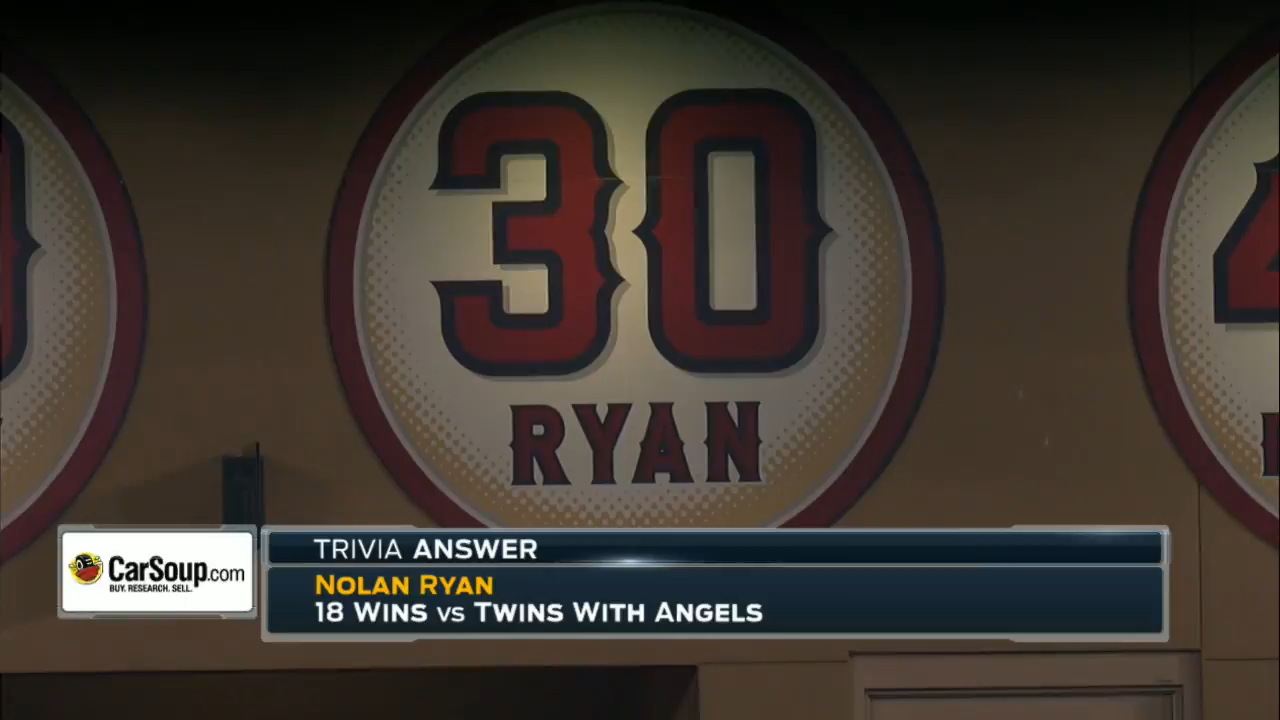 30
RYAN
TRIVIA ANSWER
CarSoup.com
BUY. RESEARCH. SELL.
NOLAN RYAN
18 WINS VS TWINS WITH ANGELS